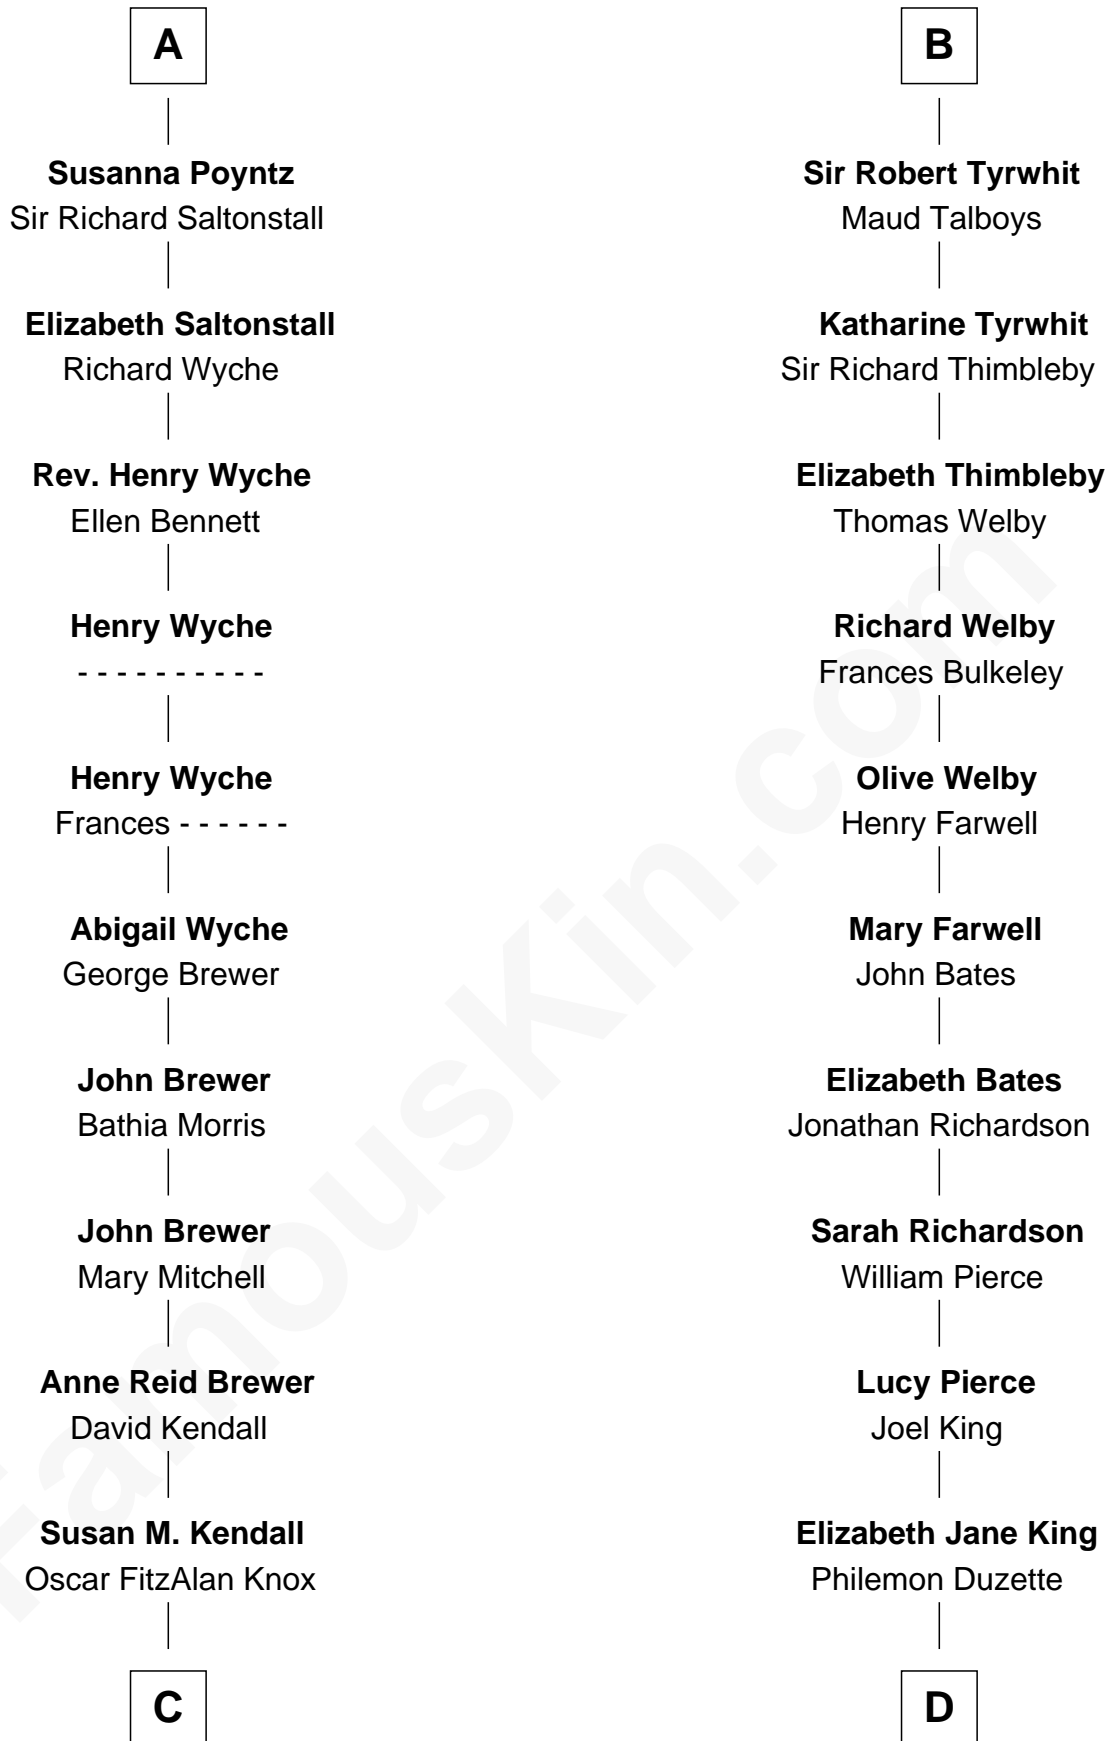 A
Susanna Poyntz
Sir Richard Saltonstall
Elizabeth Saltonstall
Richard Wyche
Rev. Henry Wyche
Ellen Bennett
Henry Wyche
- - - - - - - - - -
Henry Wyche
Frances - - - - - -
Abigail Wyche
George Brewer
John Brewer
Bathia Morris
John Brewer
Mary Mitchell
Anne Reid Brewer
David Kendall
Susan M. Kendall
Oscar FitzAlan Knox
C
B
Sir Robert Tyrwhit
Maud Talboys
Katharine Tyrwhit
Sir Richard Thimbleby
Elizabeth Thimbleby
Thomas Welby
Richard Welby
Frances Bulkeley
Olive Welby
Henry Farwell
Mary Farwell
John Bates
Elizabeth Bates
Jonathan Richardson
Sarah Richardson
William Pierce
Lucy Pierce
Joel King
Elizabeth Jane King
Philemon Duzette
D
FamousKin.com